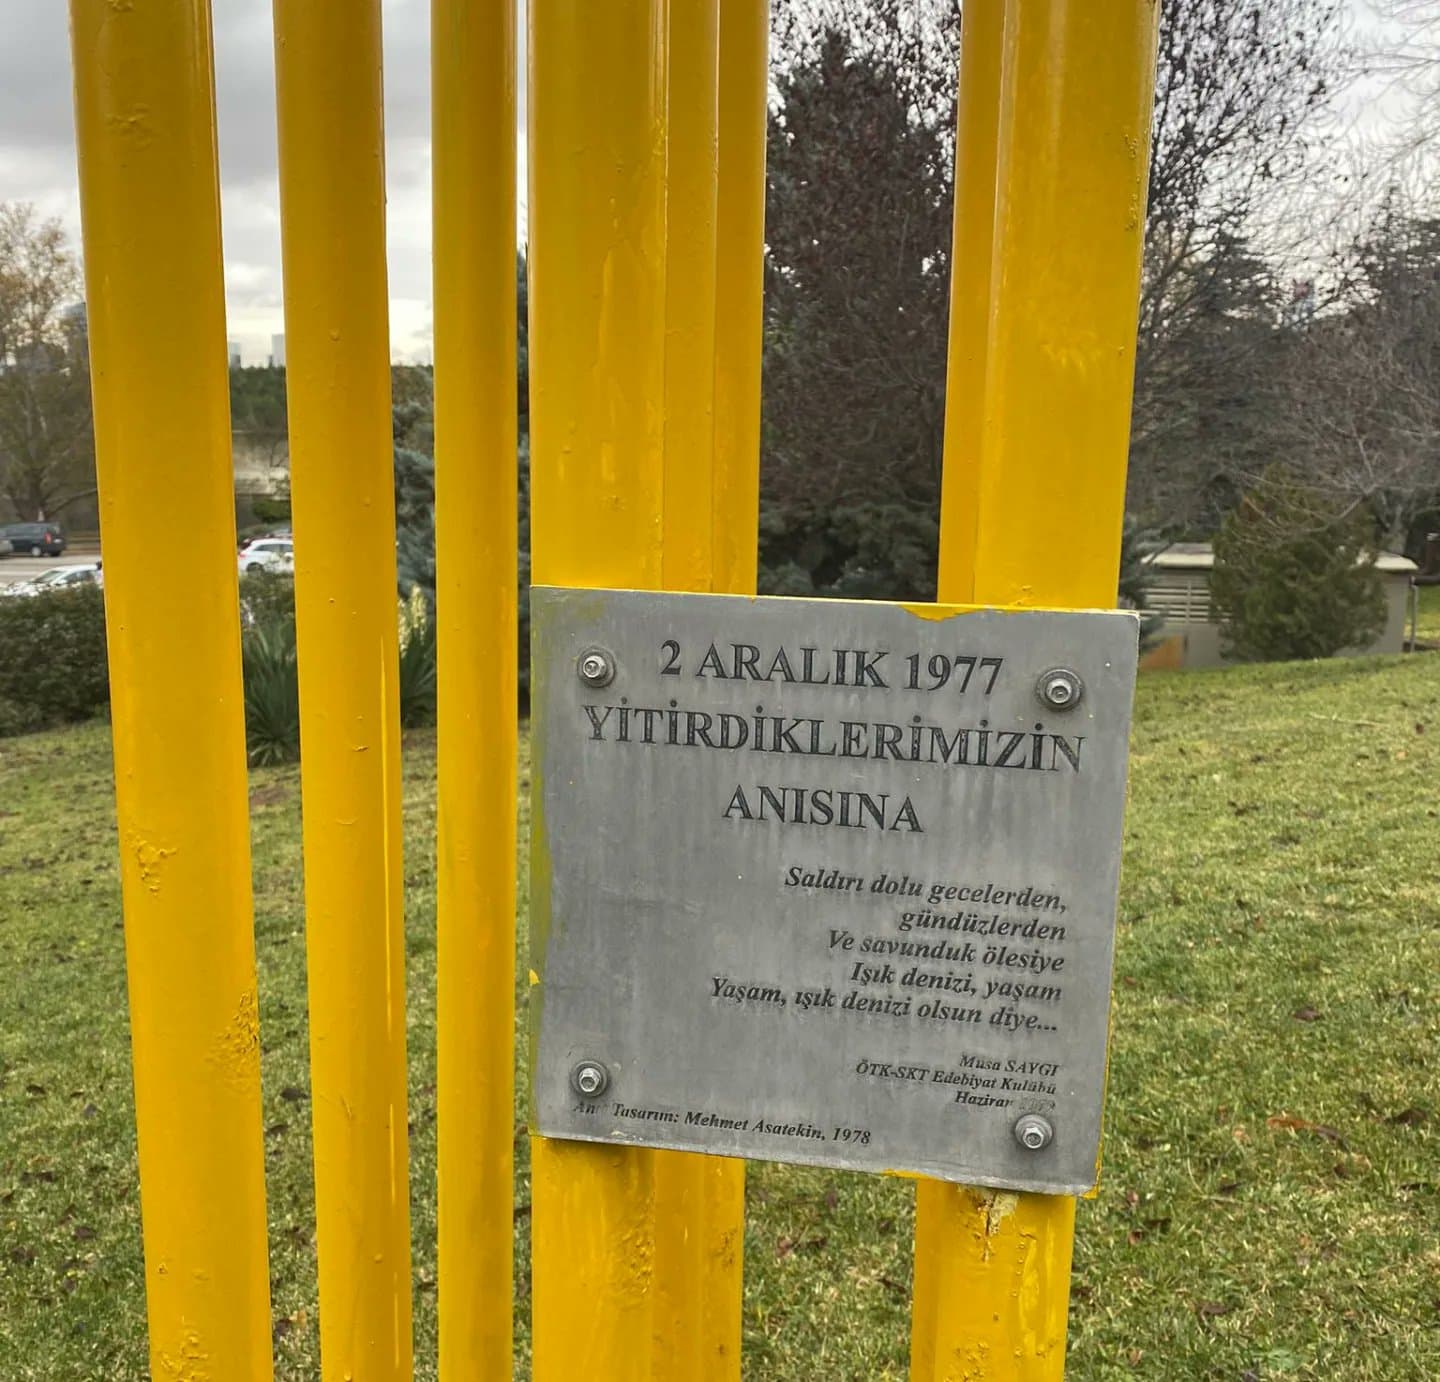 2 ARALIK 1977
YİTİRDİKLERİMİZİN
ANISINA
Saldırı dolu gecelerden,
gündüzlerden
Ve savunduk ölesiye
Işık denizi, yaşam
Yaşam, ışık denizi olsun diye...
Musa SAYGI
ÖTK-SKT Edebiyat Kulübü
Haziran
Tasarım: Mehmet Asatekin, 1978